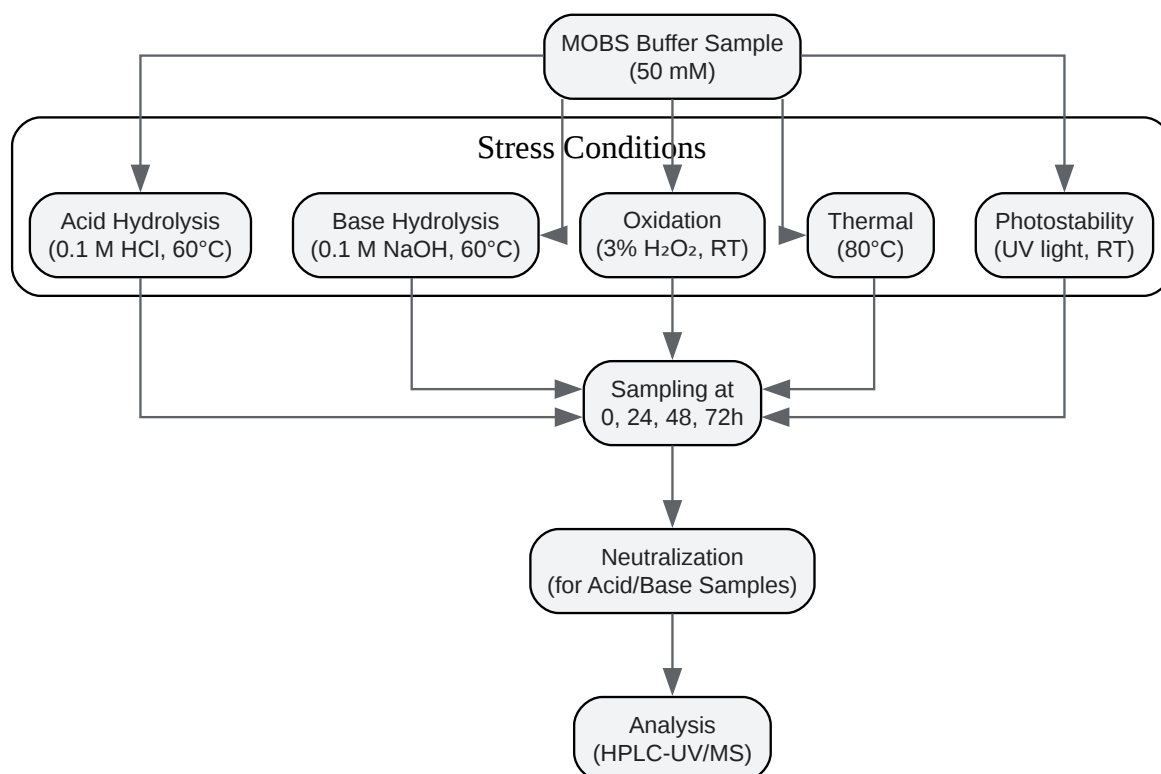 MOBS Buffer Sample
(50 mM)
Stress Conditions
Acid Hydrolysis
(0.1 M HCl, 60°C)
Base Hydrolysis
(0.1 M NaOH, 60°C)
Oxidation
(3% H₂O₂, RT)
Thermal
(80°C)
Photostability
(UV light, RT)
Sampling at
0, 24, 48, 72h
Neutralization
(for Acid/Base Samples)
Analysis
(HPLC-UV/MS)